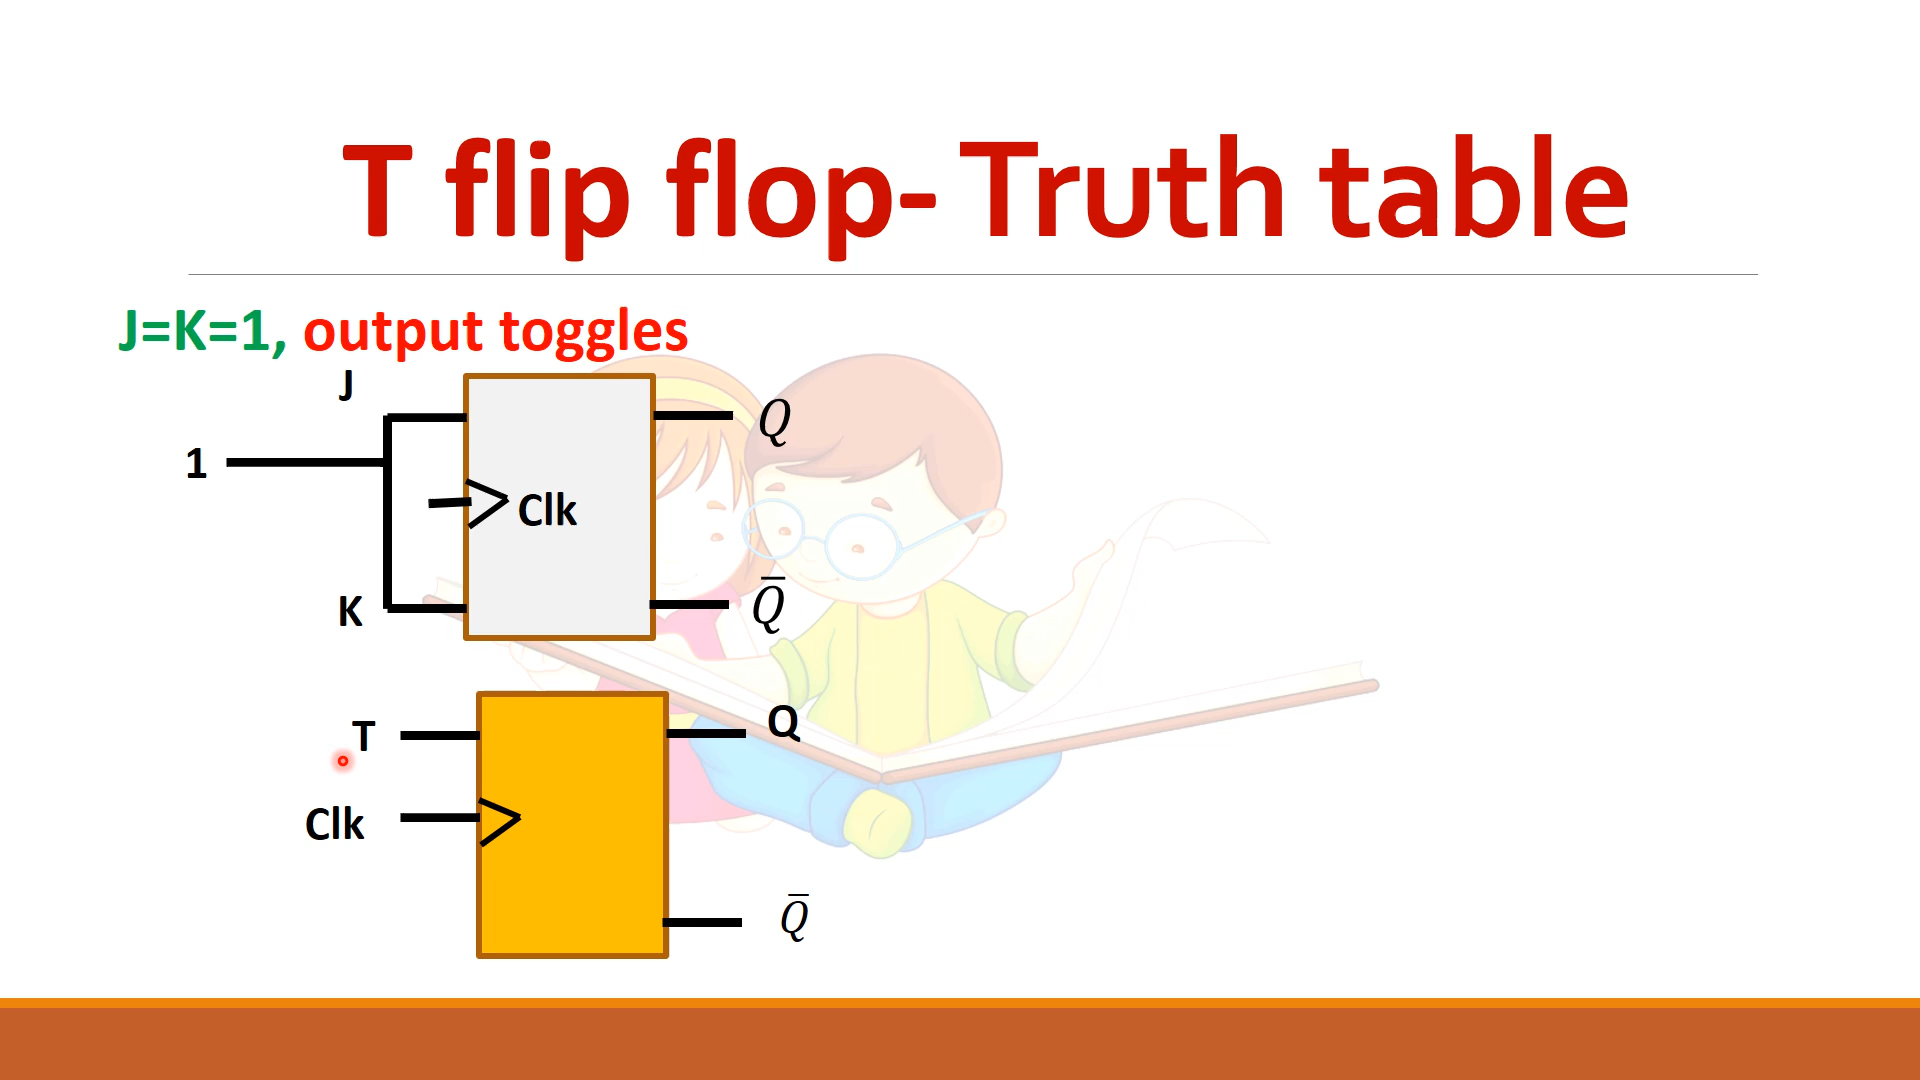 T flip flop- Truth table
J=K=1, output toggles
J
Q
1
Clk
K
Q̅
T
Q
Clk
Q̅